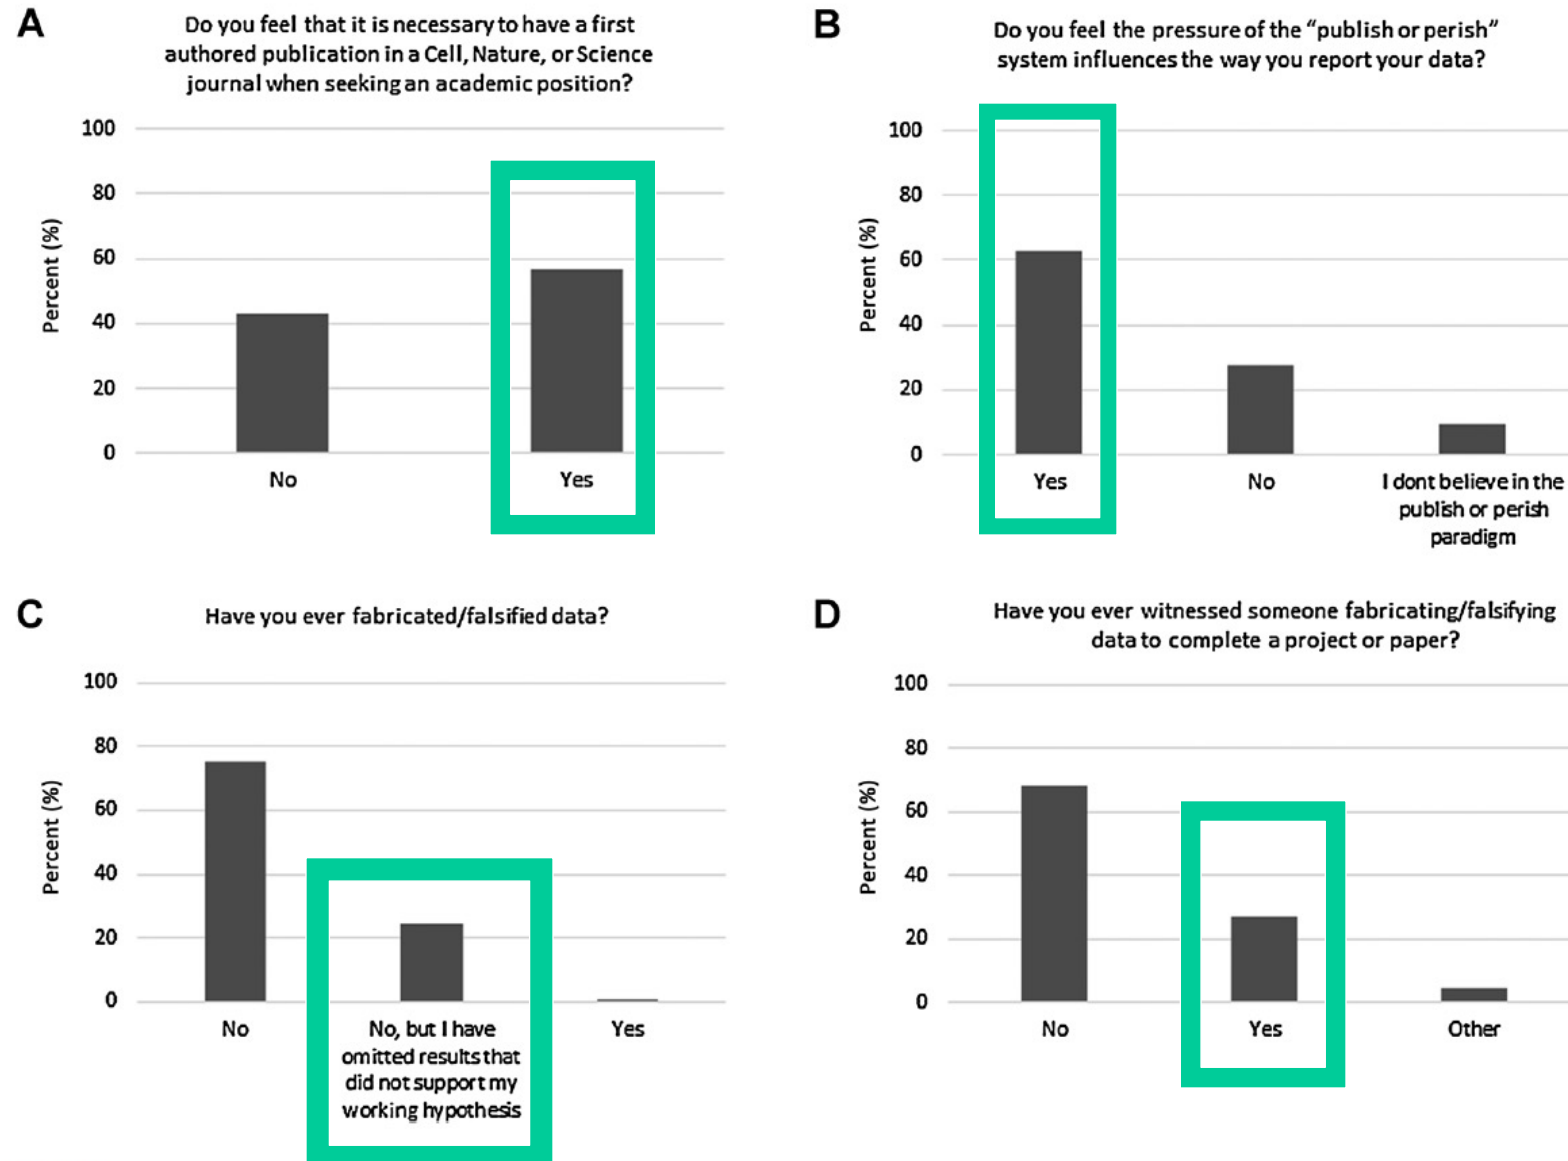 A
Do you feel that it is necessary to have a first
authored publication in a Cell, Nature, or Science
journal when seeking an academic position?
Percent (%)
100
80
60
40
20
0
No
Yes
B
Do you feel the pressure of the “publish or perish”
system influences the way you report your data?
Percent (%)
100
80
60
40
20
0
Yes
No
I dont believe in the
publish or perish
paradigm
C
Have you ever fabricated/falsified data?
Percent (%)
100
80
60
40
20
0
No
No, but I have
omitted results that
did not support my
working hypothesis
Yes
D
Have you ever witnessed someone fabricating/falsifying
data to complete a project or paper?
Percent (%)
100
80
60
40
20
0
No
Yes
Other